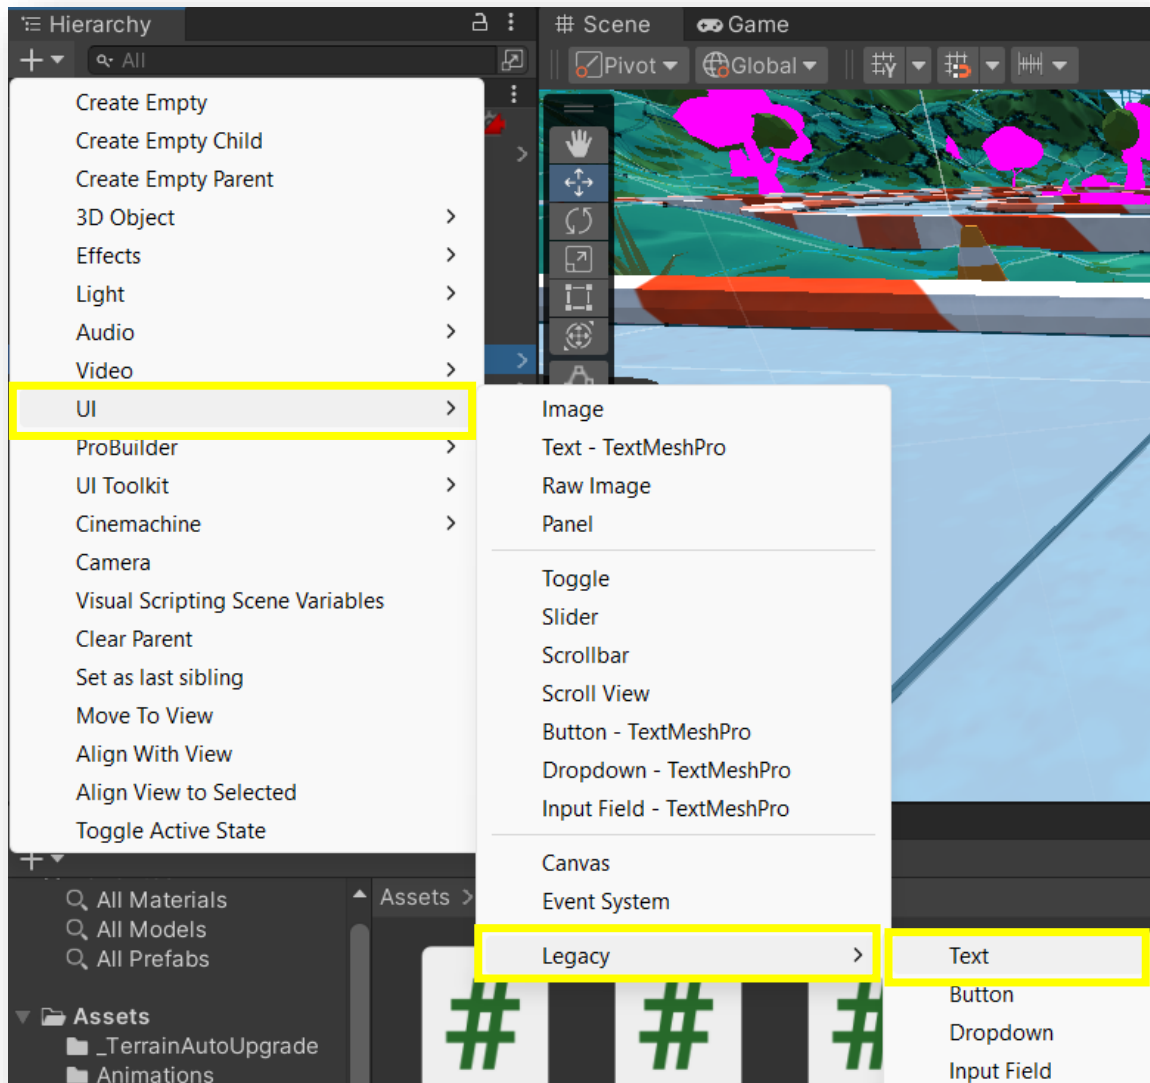 Hierarchy
All
Scene
Game
Pivot
Global
Create Empty
Create Empty Child
Create Empty Parent
3D Object
Effects
Light
Audio
Video
UI
ProBuilder
UI Toolkit
Cinemachine
Camera
Visual Scripting Scene Variables
Clear Parent
Set as last sibling
Move To View
Align With View
Align View to Selected
Toggle Active State
Image
Text - TextMeshPro
Raw Image
Panel
Toggle
Slider
Scrollbar
Scroll View
Button - TextMeshPro
Dropdown - TextMeshPro
Input Field - TextMeshPro
Canvas
Event System
Legacy
Text
Button
Dropdown
Input Field
All Materials
All Models
All Prefabs
Assets
_TerrainAutoUpgrade
Animations
Assets >
# # #